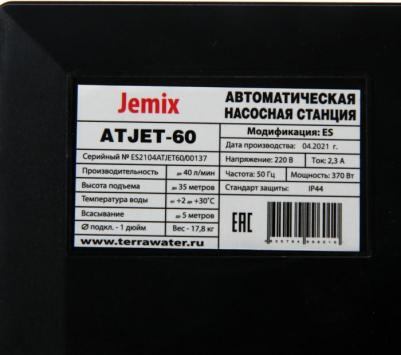 Jemix
АВТОМАТИЧЕСКАЯ
НАСОСНАЯ СТАНЦИЯ
ATJET-60
Модификация: ES
Дата производства: 04.2021 г.
Серийный № ES2104ATJET60/00137
Напряжение: 220 В Ток: 2,3 А
Производительность до 40 л/мин
Частота: 50 Гц Мощность: 370 Вт
Высота подъема до 35 метров
Стандарт защиты: IP44
Температура воды от +2 до +30°С
Всасывание до 5 метров
Ø подкл. - 1 дюйм Вес - 17,8 кг
www.terrawater.ru
EAC